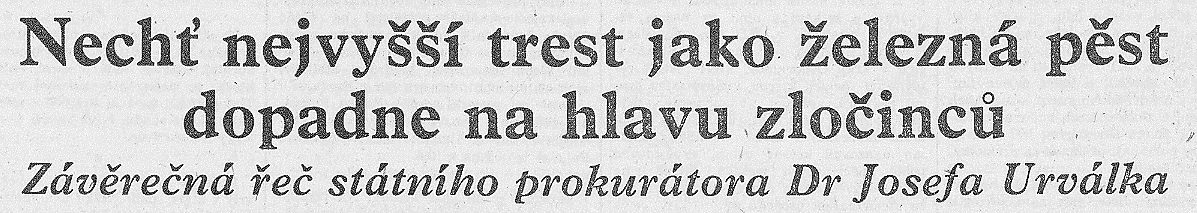 Nechť nejvyšší trest jako železná pěst
dopadne na hlavu zločinců
Závěrečná řeč státního prokurátora Dr Josefa Urválka